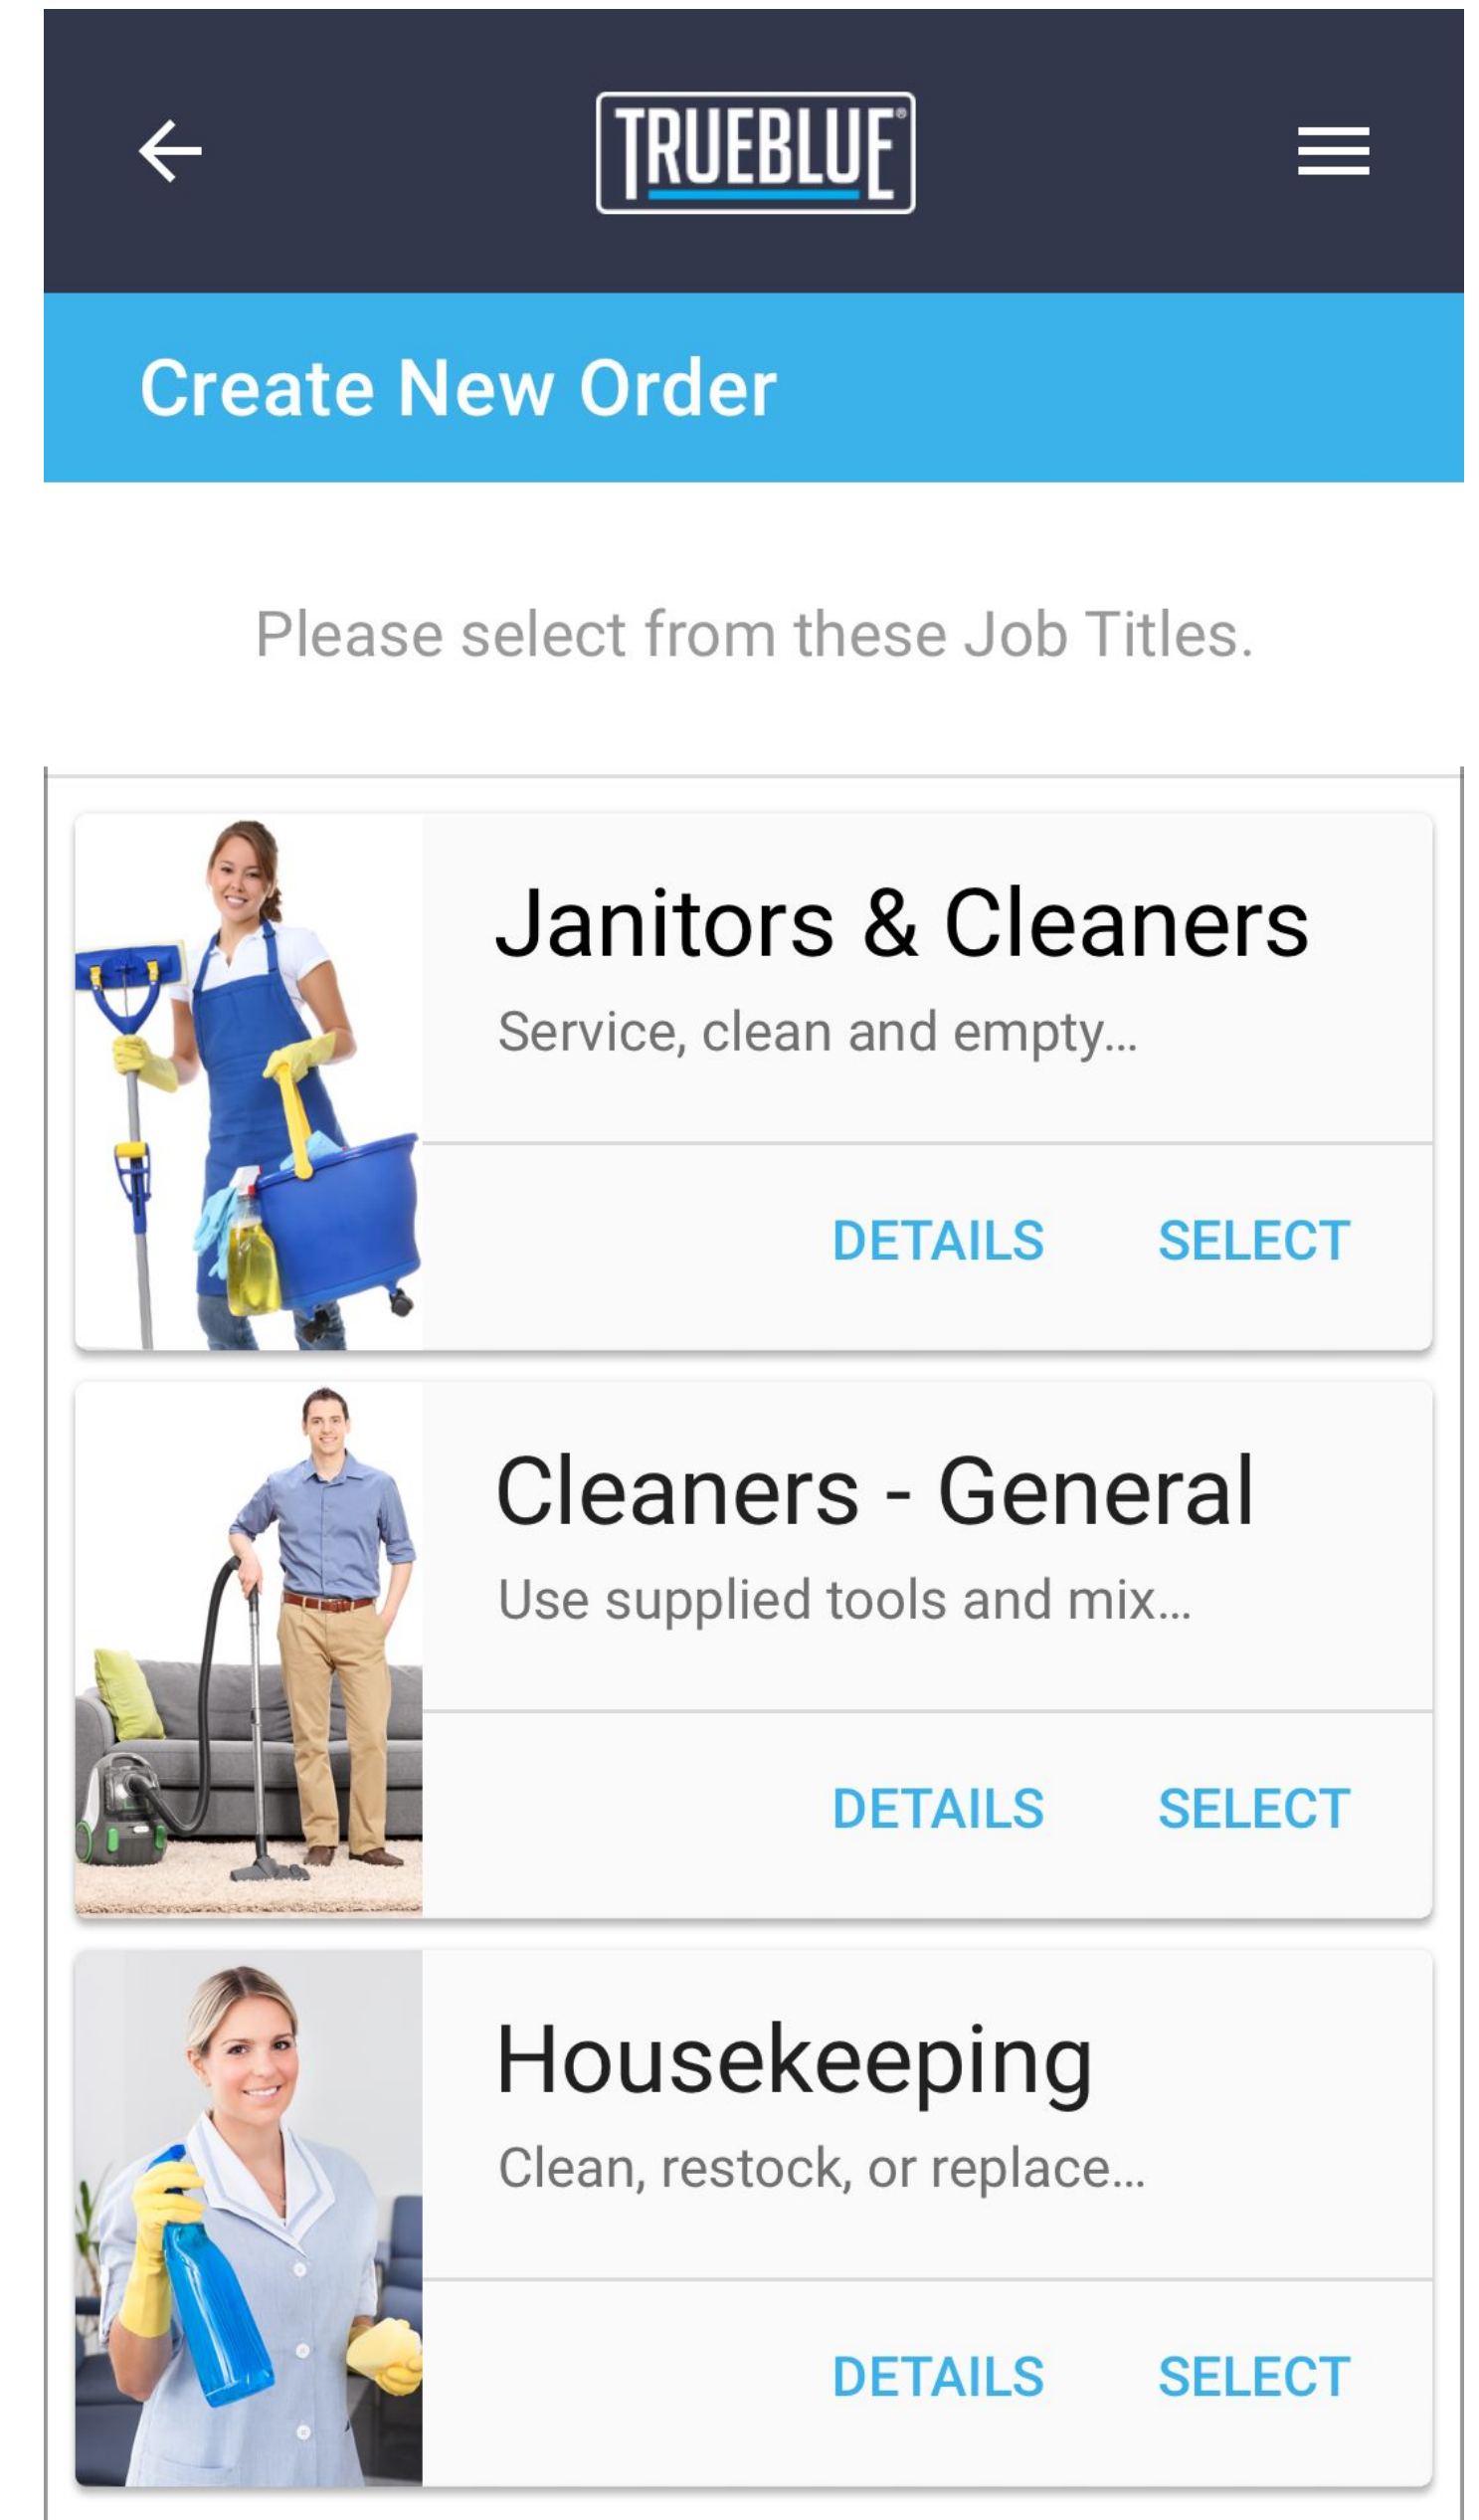 TRUEBLUE®
Create New Order
Please select from these Job Titles.
Janitors & Cleaners
Service, clean and empty...
DETAILS SELECT
Cleaners - General
Use supplied tools and mix...
DETAILS SELECT
Housekeeping
Clean, restock, or replace...
DETAILS SELECT